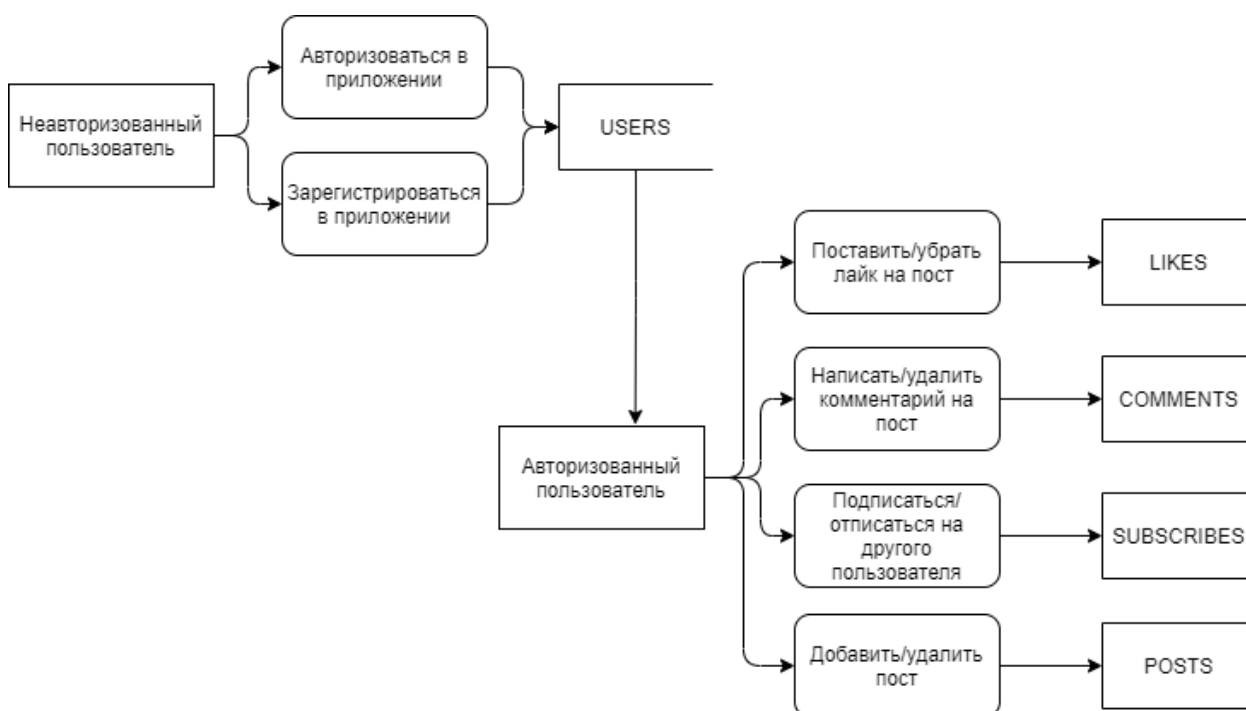 Авторизоваться в
приложении
Неавторизованный
пользователь
USERS
Зарегистрироваться
в приложении
Поставить/убрать
лайк на пост
LIKES
Написать/удалить
комментарий на
пост
COMMENTS
Авторизованный
пользователь
Подписаться/
отписаться на
другого
пользователя
SUBSCRIBES
Добавить/удалить
пост
POSTS